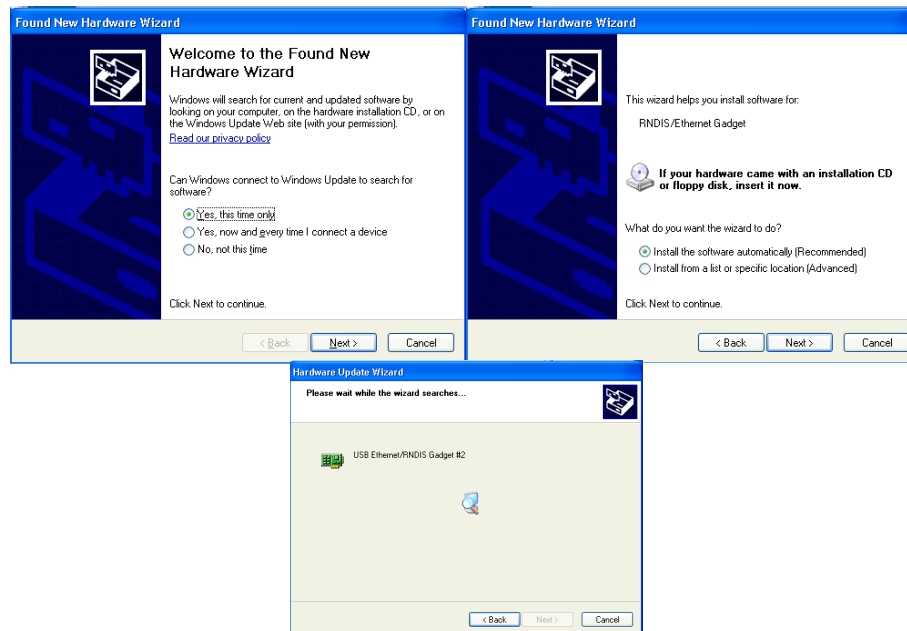 Found New Hardware Wizard
Welcome to the Found New
Hardware Wizard
Windows will search for current and updated software by
looking on your computer, on the hardware installation CD, or on
the Windows Update Web site (with your permission).
Read our privacy policy
Can Windows connect to Windows Update to search for
software?
Yes, this time only
Yes, now and every time I connect a device
No, not this time
Click Next to continue.
< Back
Next >
Cancel
Found New Hardware Wizard
This wizard helps you install software for:
RNDIS/Ethernet Gadget
If your hardware came with an installation CD
or floppy disk, insert it now.
What do you want the wizard to do?
Install the software automatically (Recommended)
Install from a list or specific location (Advanced)
Click Next to continue.
< Back
Next >
Cancel
Hardware Update Wizard
Please wait while the wizard searches...
USB Ethernet/RNDIS Gadget #2
< Back
Next >
Cancel